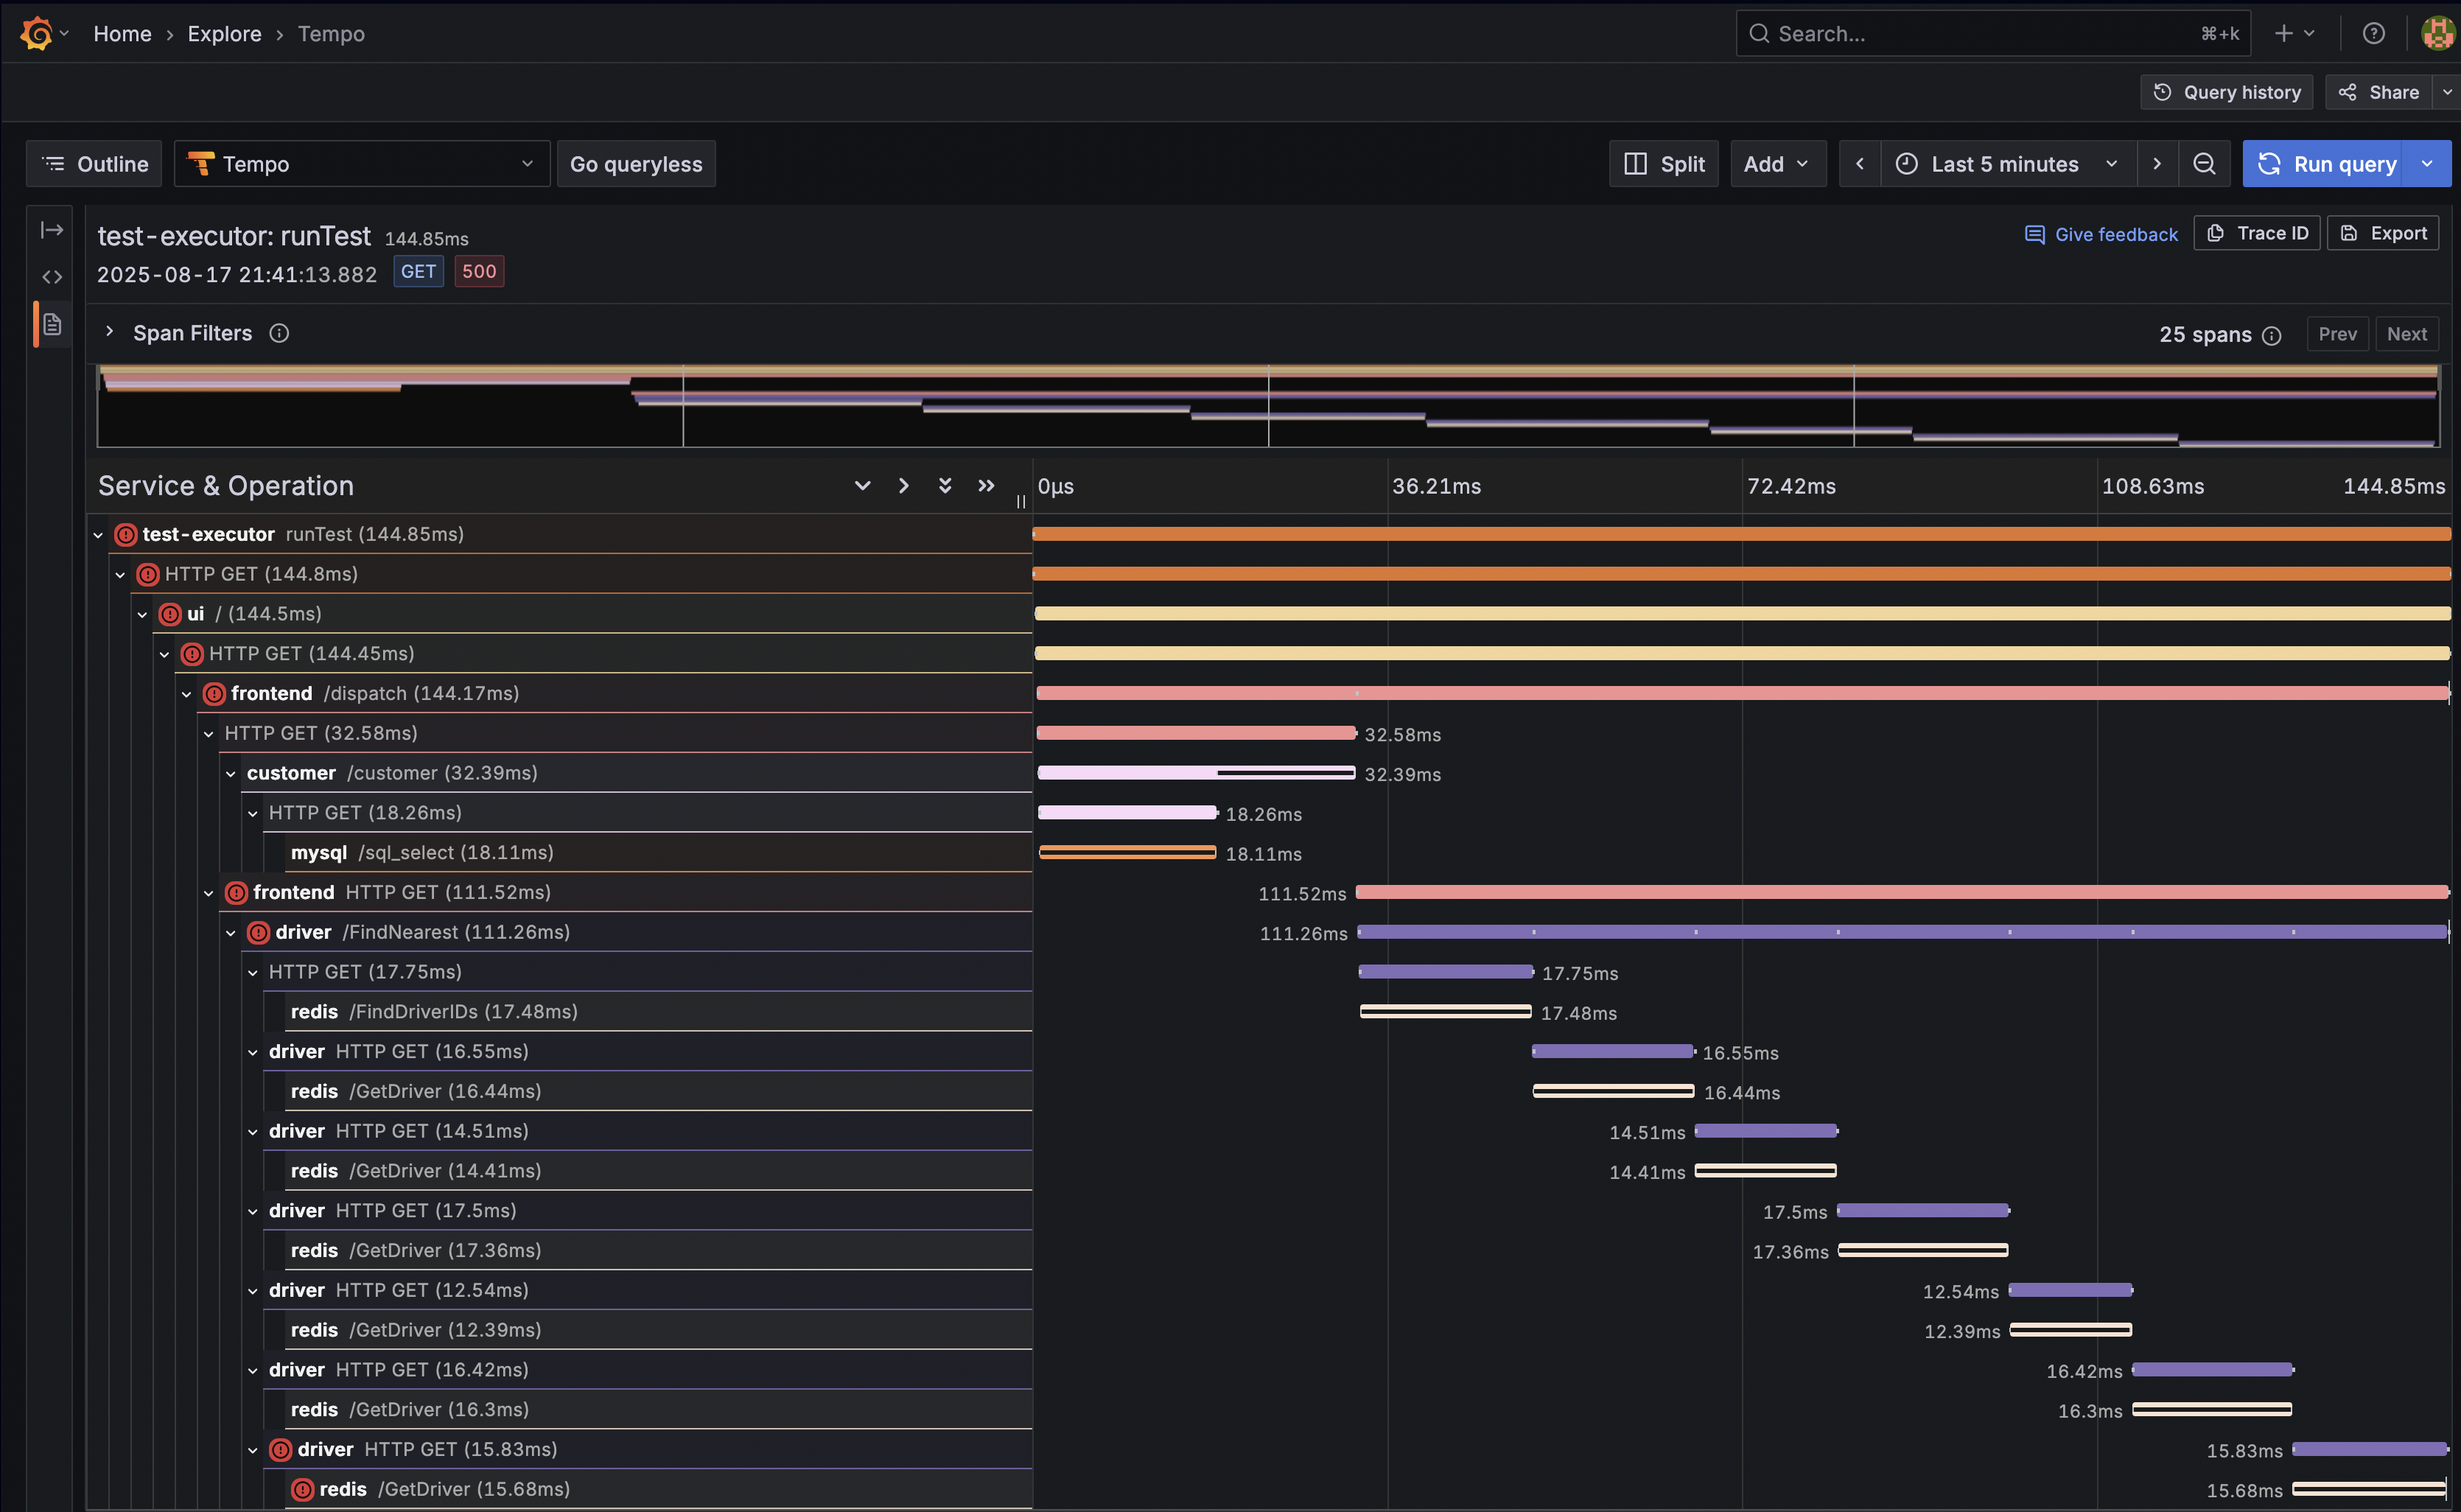 Home › Explore › Tempo Search... ⌘+k
Query history Share
Outline Tempo Go queryless Split Add Last 5 minutes Run query
test-executor: runTest 144.85ms Give feedback Trace ID Export
2025-08-17 21:41:13.882 GET 500
Span Filters 25 spans Prev Next
Service & Operation 0μs 36.21ms 72.42ms 108.63ms 144.85ms
test-executor runTest (144.85ms)
HTTP GET (144.8ms)
ui / (144.5ms)
HTTP GET (144.45ms)
frontend /dispatch (144.17ms)
HTTP GET (32.58ms) 32.58ms
customer /customer (32.39ms) 32.39ms
HTTP GET (18.26ms) 18.26ms
mysql /sql_select (18.11ms) 18.11ms
frontend HTTP GET (111.52ms) 111.52ms
driver /FindNearest (111.26ms) 111.26ms
HTTP GET (17.75ms) 17.75ms
redis /FindDriverIDs (17.48ms) 17.48ms
driver HTTP GET (16.55ms) 16.55ms
redis /GetDriver (16.44ms) 16.44ms
driver HTTP GET (14.51ms) 14.51ms
redis /GetDriver (14.41ms) 14.41ms
driver HTTP GET (17.5ms) 17.5ms
redis /GetDriver (17.36ms) 17.36ms
driver HTTP GET (12.54ms) 12.54ms
redis /GetDriver (12.39ms) 12.39ms
driver HTTP GET (16.42ms) 16.42ms
redis /GetDriver (16.3ms) 16.3ms
driver HTTP GET (15.83ms) 15.83ms
redis /GetDriver (15.68ms) 15.68ms